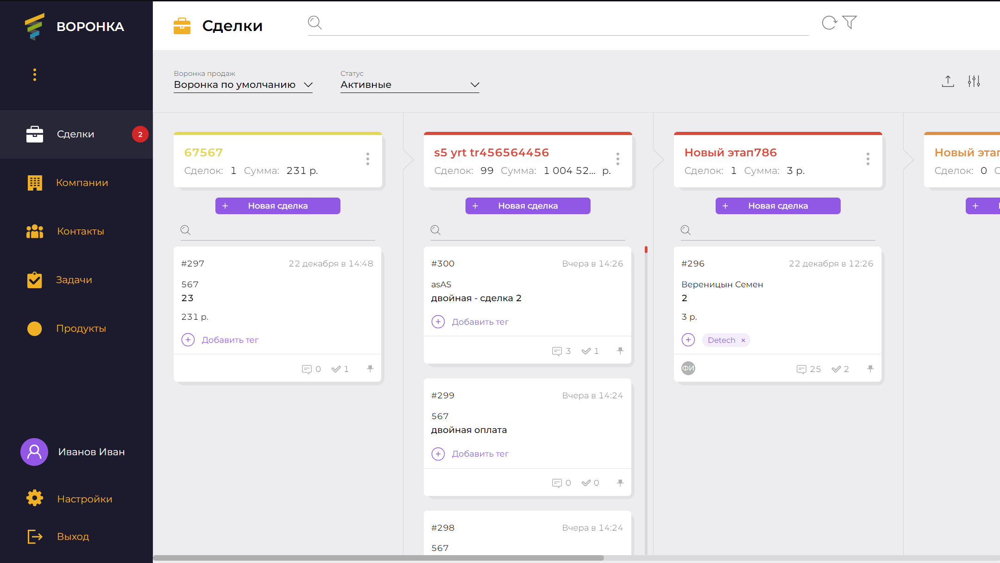 ВОРОНКА
Сделки
Воронка продаж
Воронка по умолчанию
Статус
Активные
Сделки 2
Компании
Контакты
Задачи
Продукты
Иванов Иван
Настройки
Выход
67567
Сделок: 1 Сумма: 231 р.
+ Новая сделка
#297 22 декабря в 14:48
567
23
231 р.
Добавить тег
0 1
s5 yrt tr456564456
Сделок: 99 Сумма: 1 004 52... р.
+ Новая сделка
#300 Вчера в 14:26
asAS
двойная - сделка 2
Добавить тег
3 1
#299 Вчера в 14:24
567
двойная оплата
Добавить тег
0 0
#298 Вчера в 14:24
567
Новый этап786
Сделок: 1 Сумма: 3 р.
+ Новая сделка
#296 22 декабря в 12:26
Вереницын Семен
2
3 р.
Detech ×
ФИ 25 2
Новый этап
Сделок: 0
+